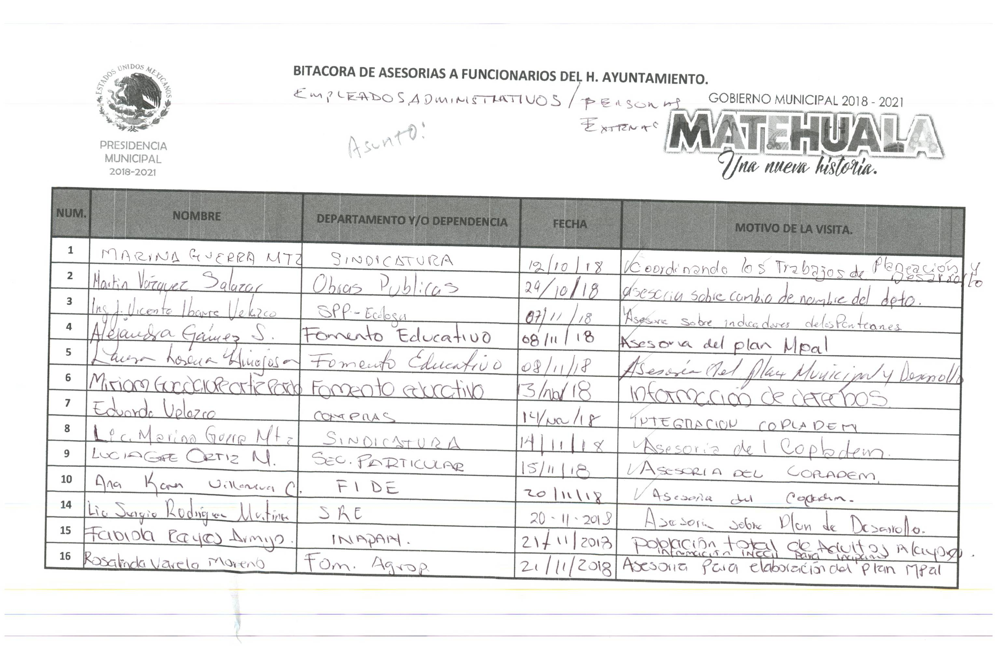 ESTADOS UNIDOS MEXICANOS
BITACORA DE ASESORIAS A FUNCIONARIOS DEL H. AYUNTAMIENTO.
EMPLEADOS ADMINISTRATIVOS / PERSONAS
EXTERNAS
Asunto:
PRESIDENCIA
MUNICIPAL
2018-2021
GOBIERNO MUNICIPAL 2018 - 2021
MATEHUALA
Una nueva historia.
NUM. NOMBRE DEPARTAMENTO Y/O DEPENDENCIA FECHA MOTIVO DE LA VISITA.
1 MARINA GUERRA MTZ SINDICATURA 12/10/18 Coordinando los Trabajos de Planeación y
Desarrollo
2 Martin Vázquez Salazar Obras Publicas 29/10/18 asesoria sobre cambio de nombre del dpto.
3 Ing. J. Vicente Ibarra Velazco SPP.- Ecologia 07/11/18 Asesoria sobre indicadores de los Panteones.
4 Alejandra Gámez S. Fomento Educativo 08/11/18 Asesoria del plan Mpal
5 Laura Lorena Hinojosa Fomento Educativo 08/11/18 Asesoría del plan Municipal y Desarrollo
6 Miriam Guadalupe Ortiz Pardo Fomento educativo 13/nov/18 información de derechos
7 Eduardo Velazco COMPRAS 14/Nov/18 INTEGRACION COPLADEM
8 Lic. Marina Guerra Mtz SINDICATURA 14/11/18 Asesoria del Copladem.
9 LUCIA GPE ORTIZ M. SEC. PARTICULAR 15/11/18 ASESORIA DEL COPLADEM.
10 Ana Karen Villanueva C. FIDE 20/11/18 Asesoria del Copladem.
14 Lic Sergio Rodriguez Martinez SRE 20-11-2018 Asesoria sobre Plan de Desarrollo.
15 Fabiola Reyes Armijo. INAPAM. 21/11/2018 Población total de Adultos Mayores.
información INEGI para inapam
16 Rosalinda Varela Moreno Fom. Agrop. 21/11/2018 Asesoria para elaboración del plan Mpal